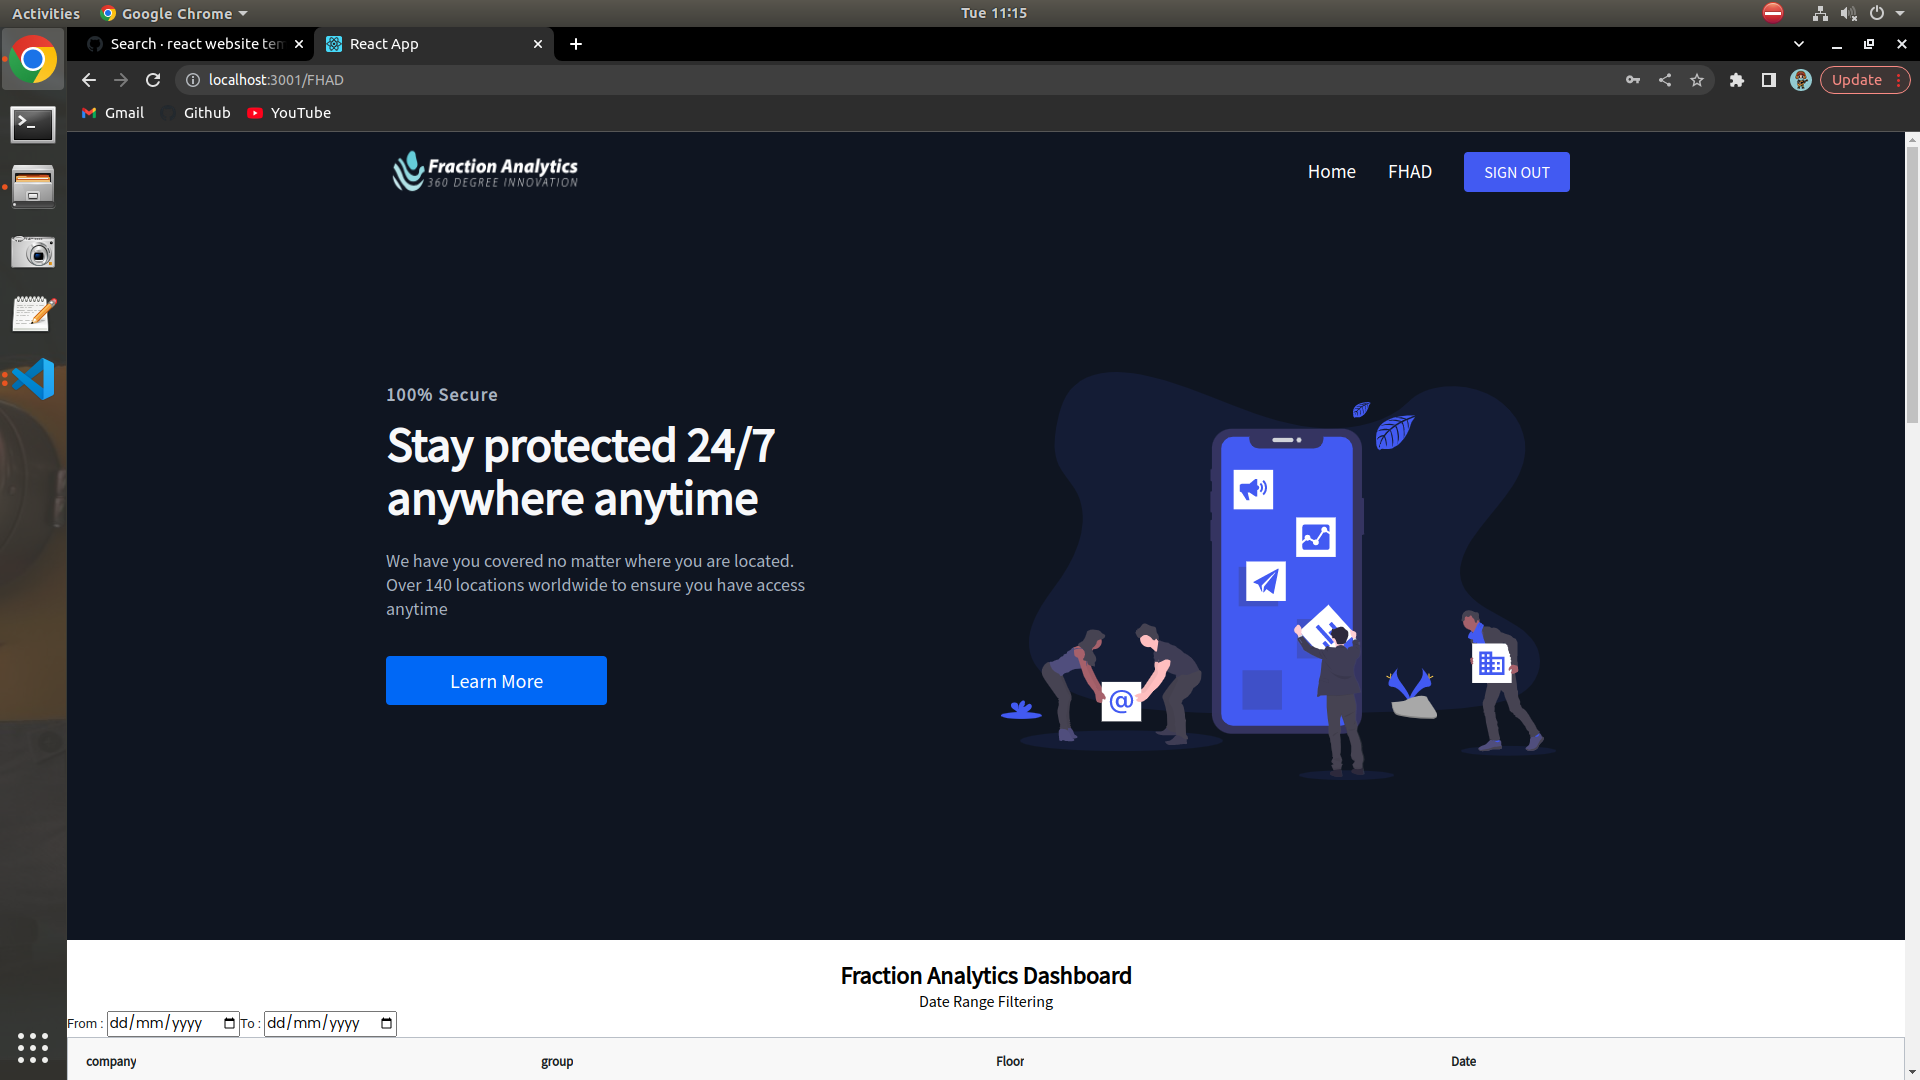 Activities
Google Chrome
Tue 11:15
Search · react website ten
React App
localhost:3001/FHAD
Update
Gmail
Github
YouTube
Fraction Analytics
360 DEGREE INNOVATION
Home
FHAD
SIGN OUT
100% Secure
Stay protected 24/7
anywhere anytime
We have you covered no matter where you are located.
Over 140 locations worldwide to ensure you have access
anytime
Learn More
@
Fraction Analytics Dashboard
Date Range Filtering
From : dd/mm/yyyy To : dd/mm/yyyy
company group Floor Date